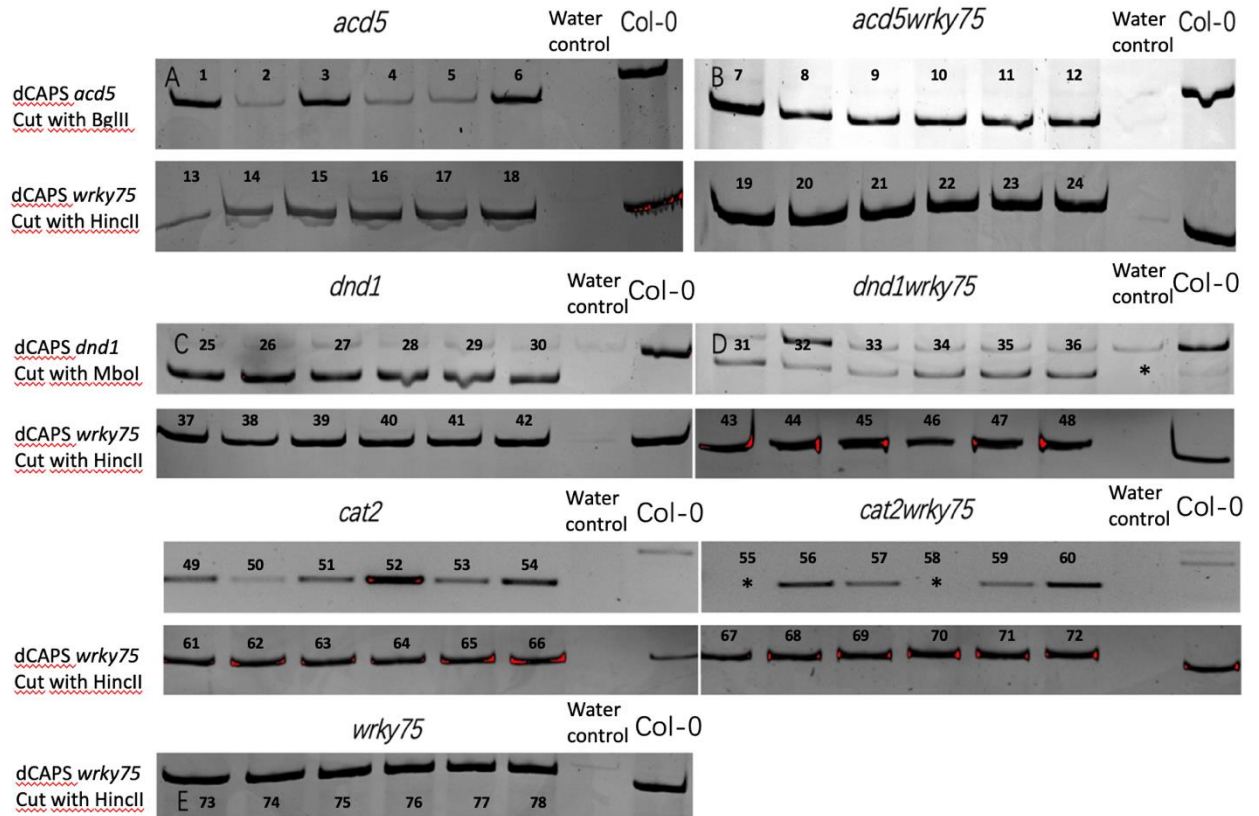 acd5
Water
control
Col-0
acd5wrky75
Water
control
Col-0
dCAPS acd5
Cut with BglII
A
1 2 3 4 5 6
B
7 8 9 10 11 12
dCAPS wrky75
Cut with HincII
13 14 15 16 17 18
19 20 21 22 23 24
dnd1
Water
control
Col-0
dnd1wrky75
Water
control
Col-0
dCAPS dnd1
Cut with MboI
C
25 26 27 28 29 30
D
31 32 33 34 35 36
*
dCAPS wrky75
Cut with HincII
37 38 39 40 41 42
43 44 45 46 47 48
cat2
Water
control
Col-0
cat2wrky75
Water
control
Col-0
49 50 51 52 53 54
55 56 57 58 59 60
* *
dCAPS wrky75
Cut with HincII
61 62 63 64 65 66
67 68 69 70 71 72
wrky75
Water
control
Col-0
dCAPS wrky75
Cut with HincII
E
73 74 75 76 77 78